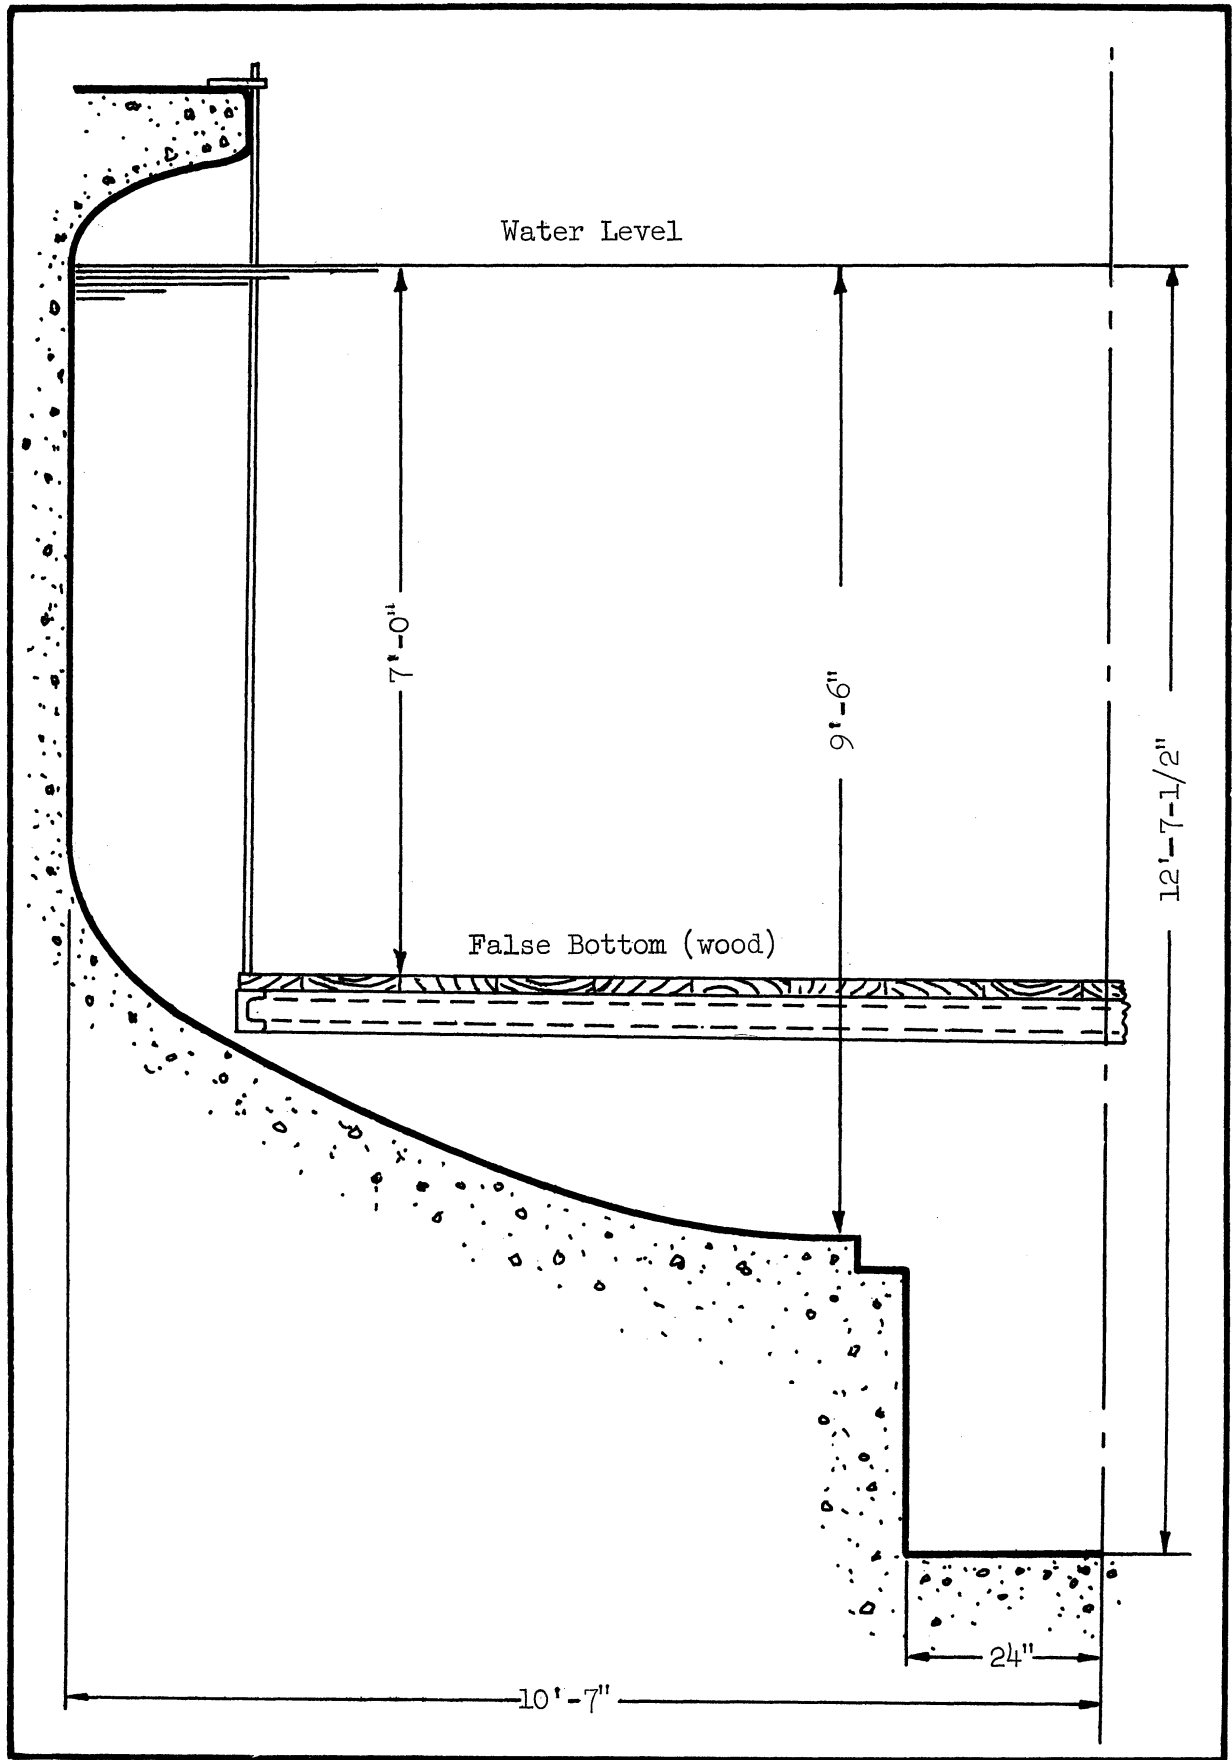 Water Level
7'-0"
9'-6"
12'-7-1/2"
False Bottom (wood)
24"
10'-7"